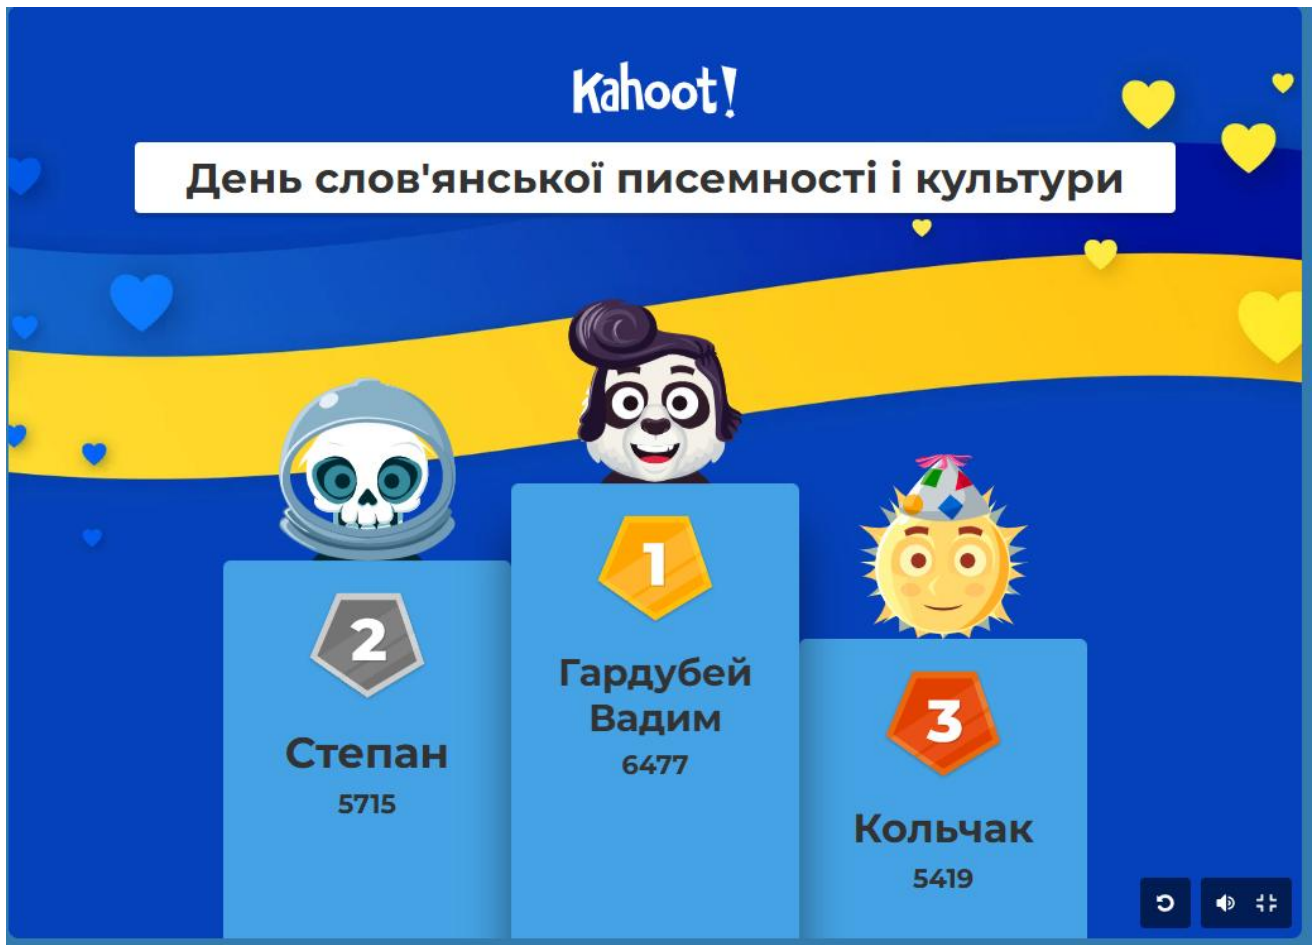 Kahoot!
День слов'янської писемності і культури
1
Гардубей
Вадим
6477
2
Степан
5715
3
Кольчак
5419